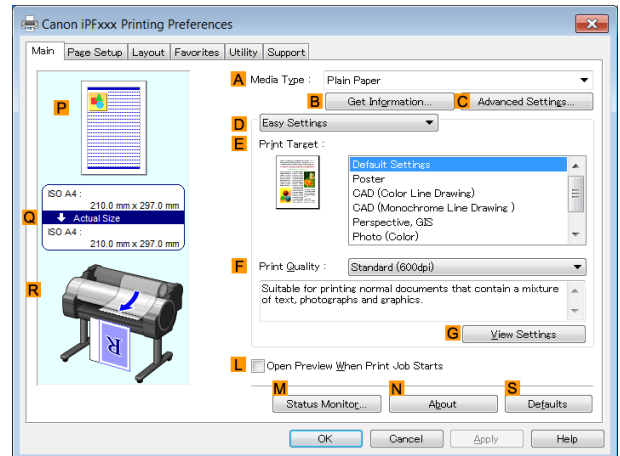 Canon iPFxxx Printing Preferences
Main Page Setup Layout Favorites Utility Support
A Media Type : Plain Paper
B Get Information... C Advanced Settings...
D Easy Settings
E Print Target :
Default Settings
Poster
CAD (Color Line Drawing)
CAD (Monochrome Line Drawing )
Perspective, GIS
Photo (Color)
F Print Quality : Standard (600dpi)
Suitable for printing normal documents that contain a mixture
of text, photographs and graphics.
G View Settings
P
Q
ISO A4 :
210.0 mm x 297.0 mm
Actual Size
ISO A4 :
210.0 mm x 297.0 mm
R
R
L Open Preview When Print Job Starts
M N S
Status Monitor... About Defaults
OK Cancel Apply Help